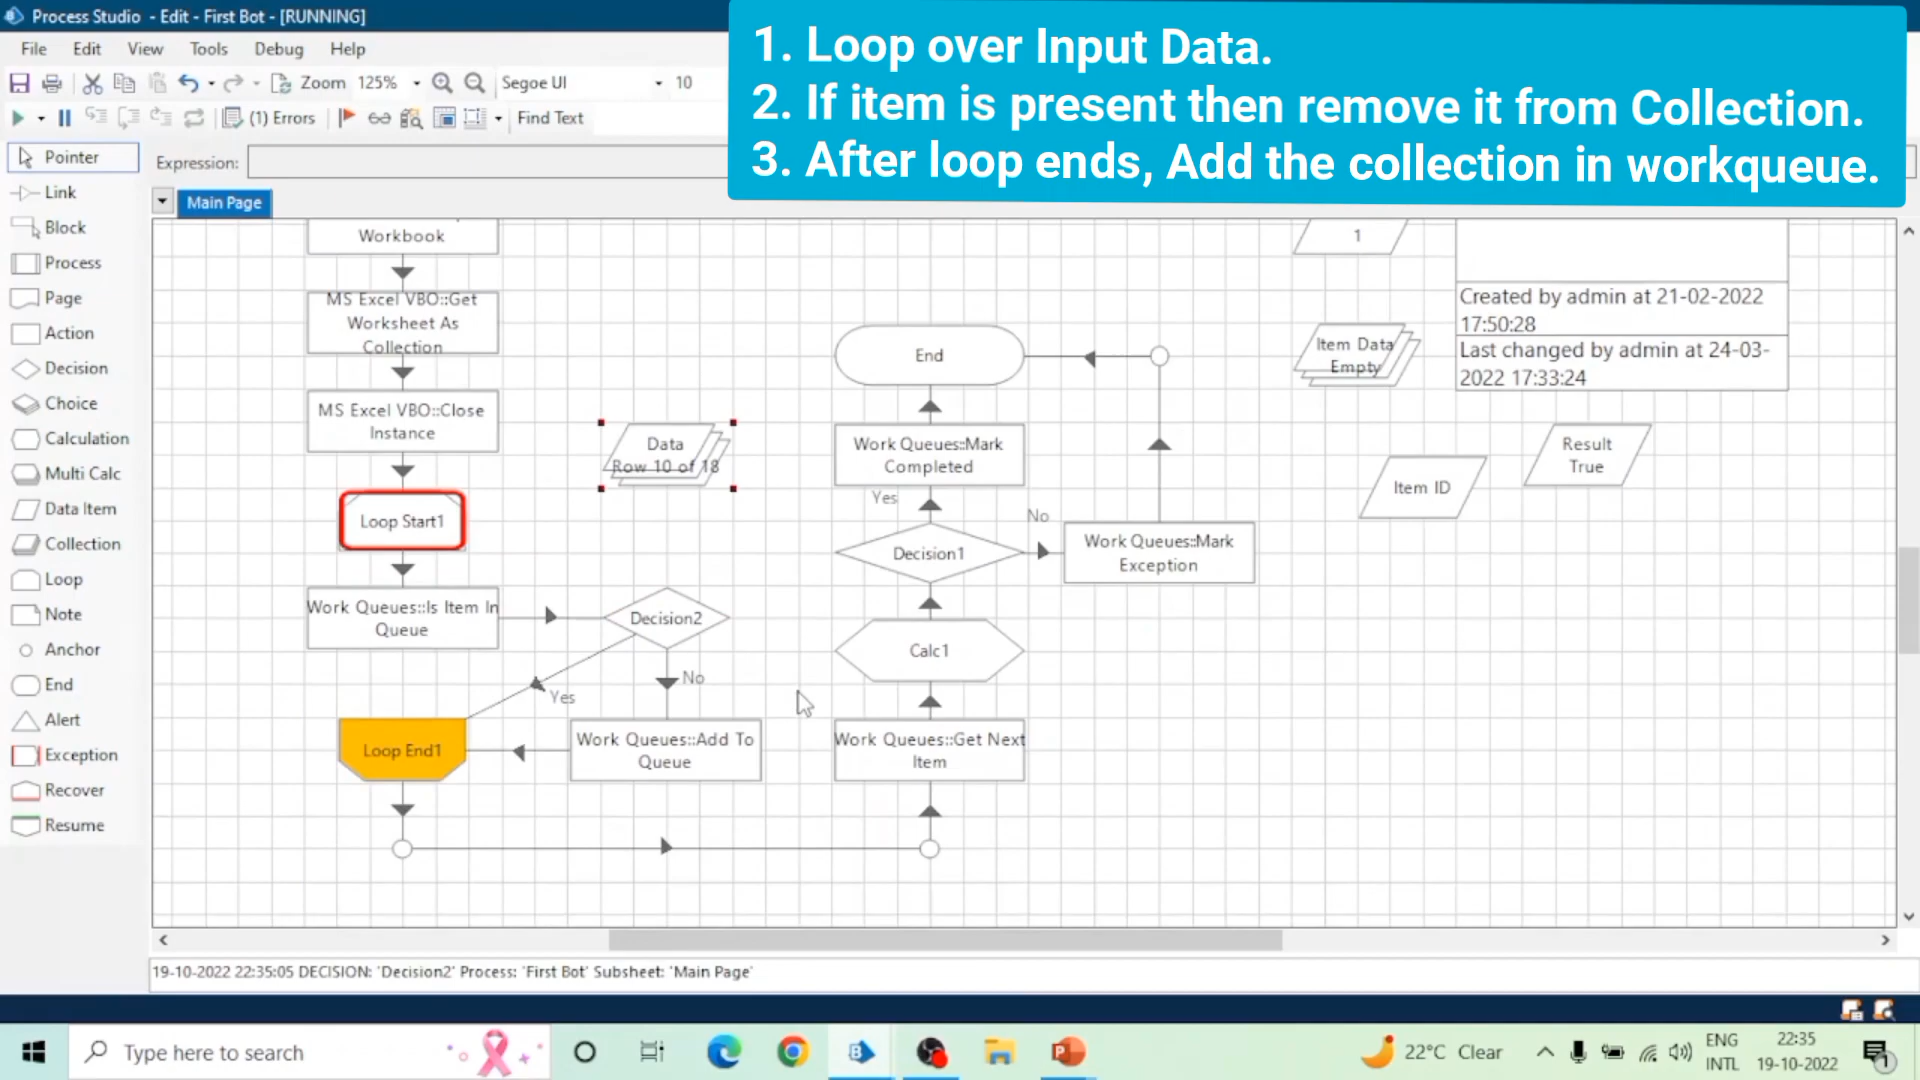 Process Studio - Edit - First Bot - [RUNNING]
1. Loop over Input Data.
2. If item is present then remove it from Collection.
3. After loop ends, Add the collection in workqueue.
File Edit View Tools Debug Help
Zoom 125% Segoe UI 10
(1) Errors Find Text
Expression:
Main Page
Pointer
Link
Block
Process
Page
Action
Decision
Choice
Calculation
Multi Calc
Data Item
Collection
Loop
Note
Anchor
End
Alert
Exception
Recover
Resume
Workbook
MS Excel VBO::Get
Worksheet As
Collection
MS Excel VBO::Close
Instance
Loop Start1
Work Queues::Is Item In
Queue
Loop End1
Data
Row 10 of 18
Decision2
Yes
No
Work Queues::Add To
Queue
End
Work Queues::Mark
Completed
Yes
Decision1
No
Work Queues::Mark
Exception
Calc1
Work Queues::Get Next
Item
1
Item Data
Empty
Item ID
Result
True
Created by admin at 21-02-2022
17:50:28
Last changed by admin at 24-03-
2022 17:33:24
19-10-2022 22:35:05 DECISION: 'Decision2' Process: 'First Bot' Subsheet: 'Main Page'
Type here to search
22°C Clear
ENG
INTL
22:35
19-10-2022
1